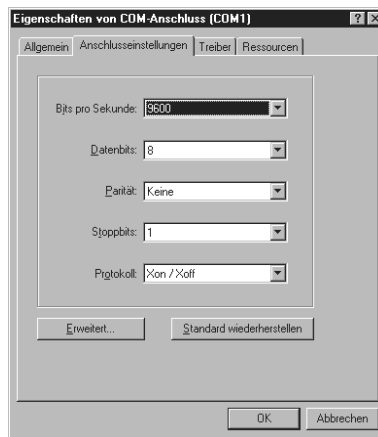 Eigenschaften von COM-Anschluss (COM1)
Allgemein Anschlusseinstellungen Treiber Ressourcen
Bits pro Sekunde: 9600
Datenbits: 8
Parität: Keine
Stoppbits: 1
Protokoll: Xon / Xoff
Erweitert... Standard wiederherstellen
OK Abbrechen